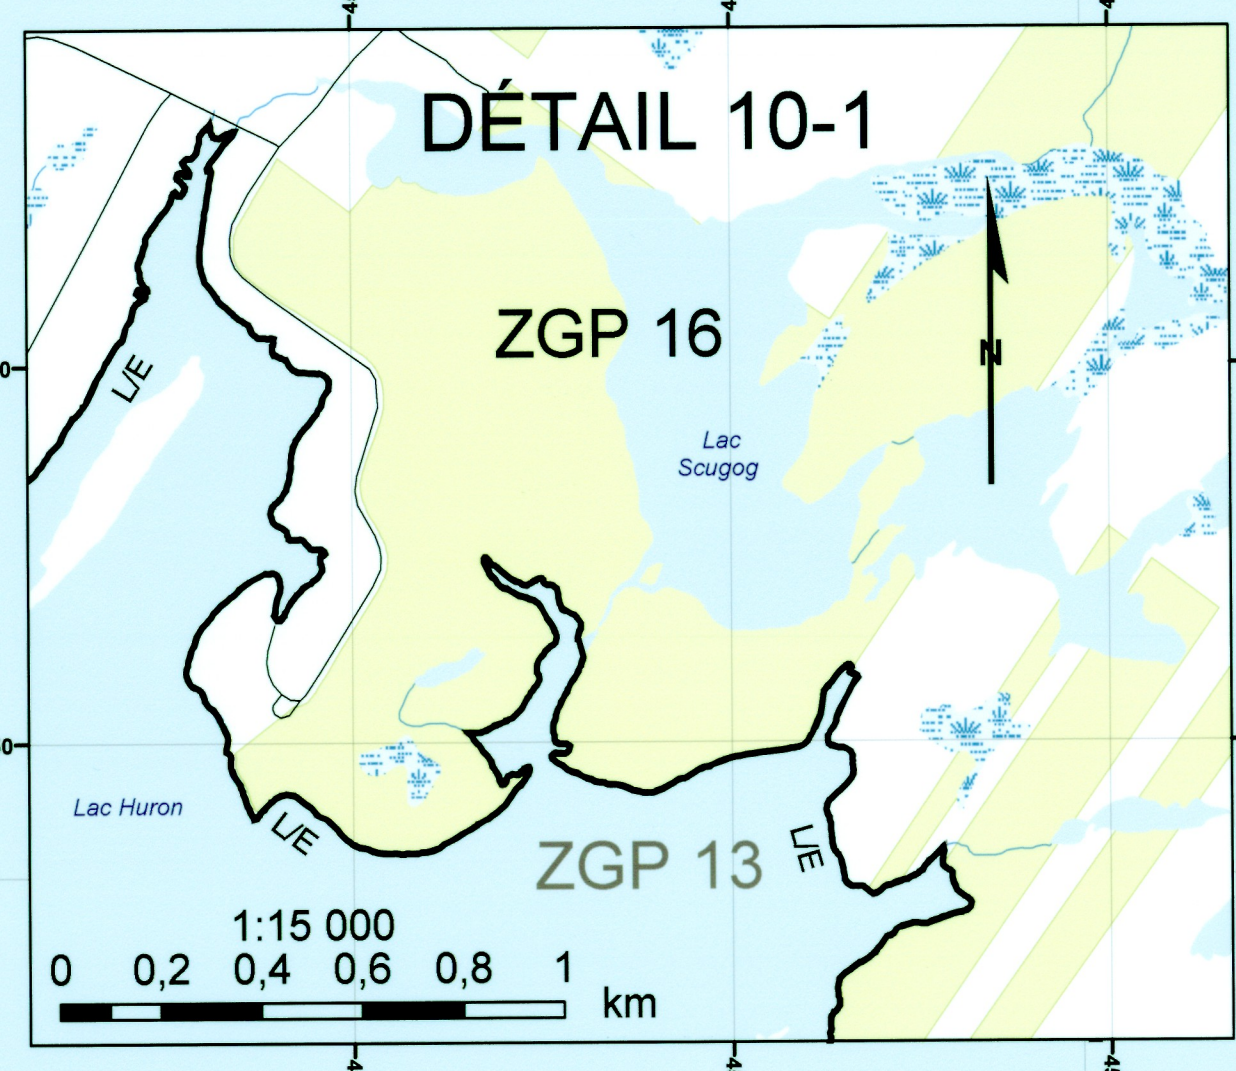 DÉTAIL 10-1
ZGP 16
N
L/E
Lac
Scugog
Lac Huron
L/E
L/E
ZGP 13
1:15 000
0 0,2 0,4 0,6 0,8 1
km